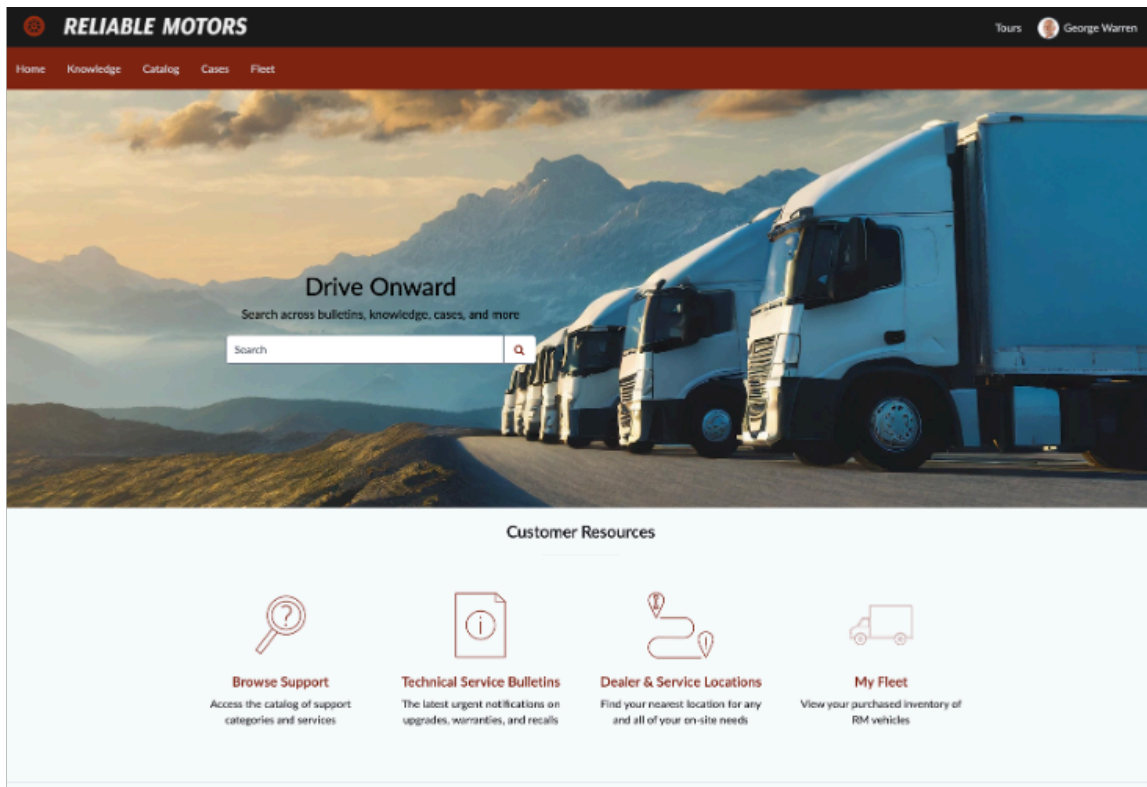 RELIABLE MOTORS
Tours George Warren
Home Knowledge Catalog Cases Fleet
Drive Onward
Search across bulletins, knowledge, cases, and more
Search
Customer Resources
Browse Support
Access the catalog of support
categories and services
Technical Service Bulletins
The latest urgent notifications on
upgrades, warranties, and recalls
Dealer & Service Locations
Find your nearest location for any
and all of your on-site needs
My Fleet
View your purchased inventory of
RM vehicles